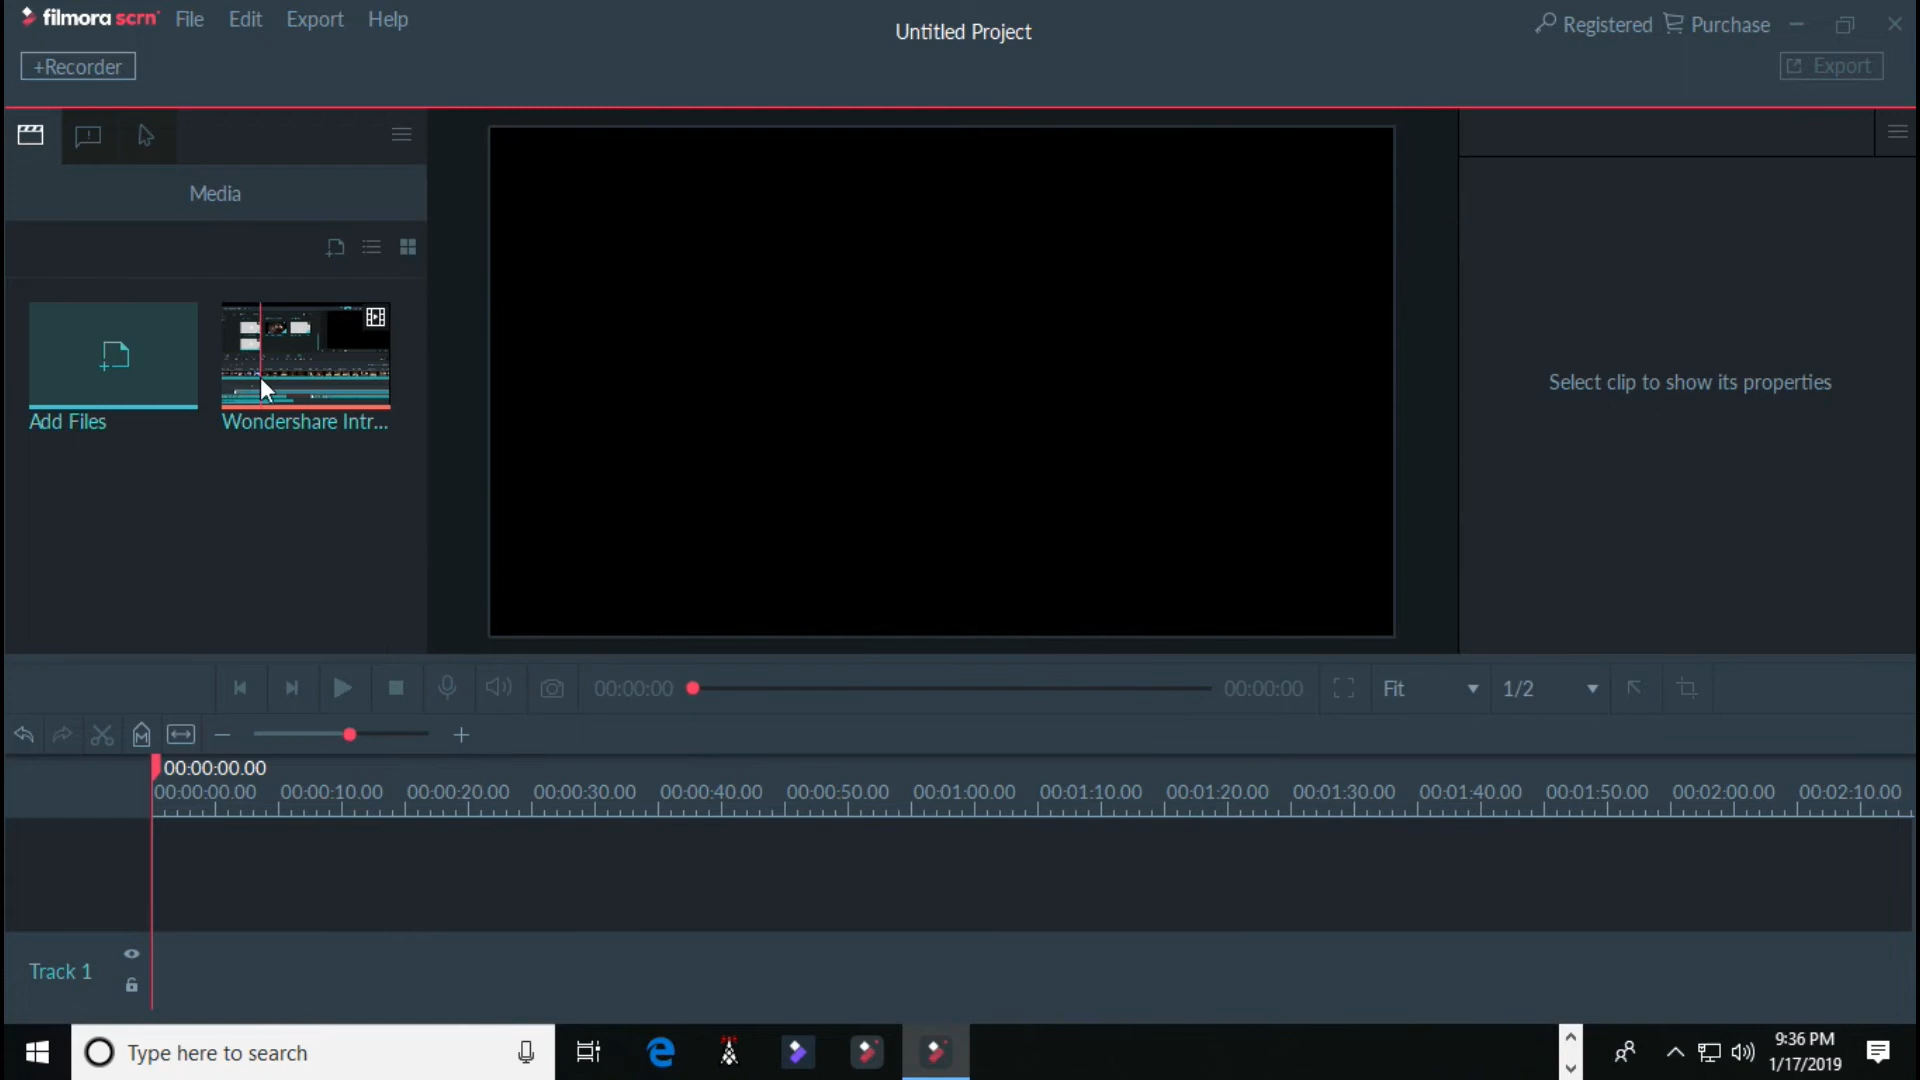 filmora scrn File Edit Export Help
Untitled Project
Registered Purchase
+Recorder
Export
Media
Add Files
Wondershare Intr...
Select clip to show its properties
00:00:00 00:00:00 Fit 1/2
00:00:00.00
00:00:00.00 00:00:10.00 00:00:20.00 00:00:30.00 00:00:40.00 00:00:50.00 00:01:00.00 00:01:10.00 00:01:20.00 00:01:30.00 00:01:40.00 00:01:50.00 00:02:00.00 00:02:10.00
Track 1
Type here to search
9:36 PM
1/17/2019